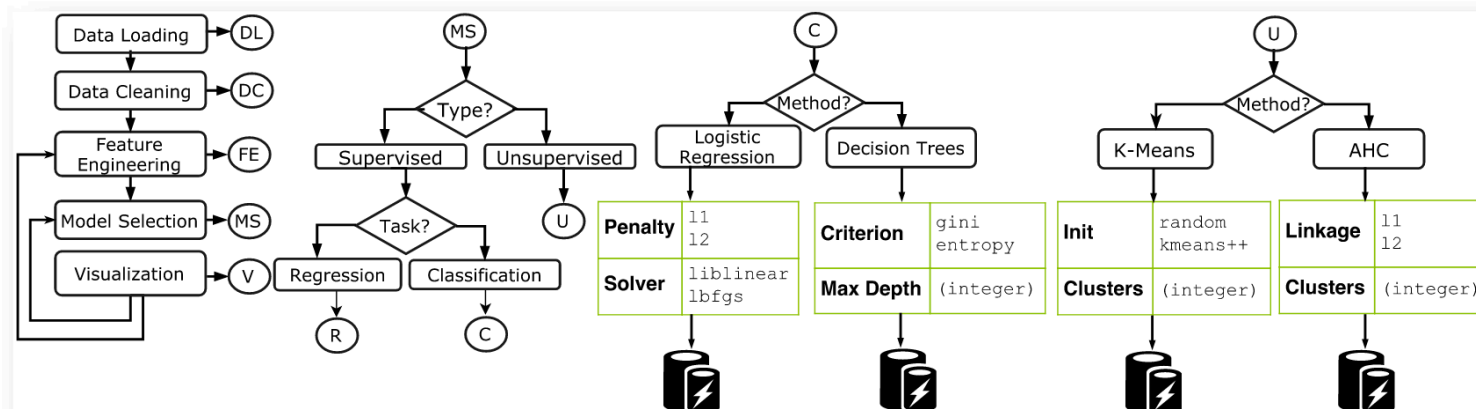 Data Loading
DL
Data Cleaning
DC
Feature
Engineering
FE
Model Selection
MS
Visualization
V
MS
Type?
Supervised
Unsupervised
U
Task?
Regression
Classification
R
C
C
Method?
Logistic
Regression
Decision Trees
Penalty
l1
l2
Solver
liblinear
lbfgs
Criterion
gini
entropy
Max Depth
(integer)
U
Method?
K-Means
AHC
Init
random
kmeans++
Clusters
(integer)
Linkage
l1
l2
Clusters
(integer)